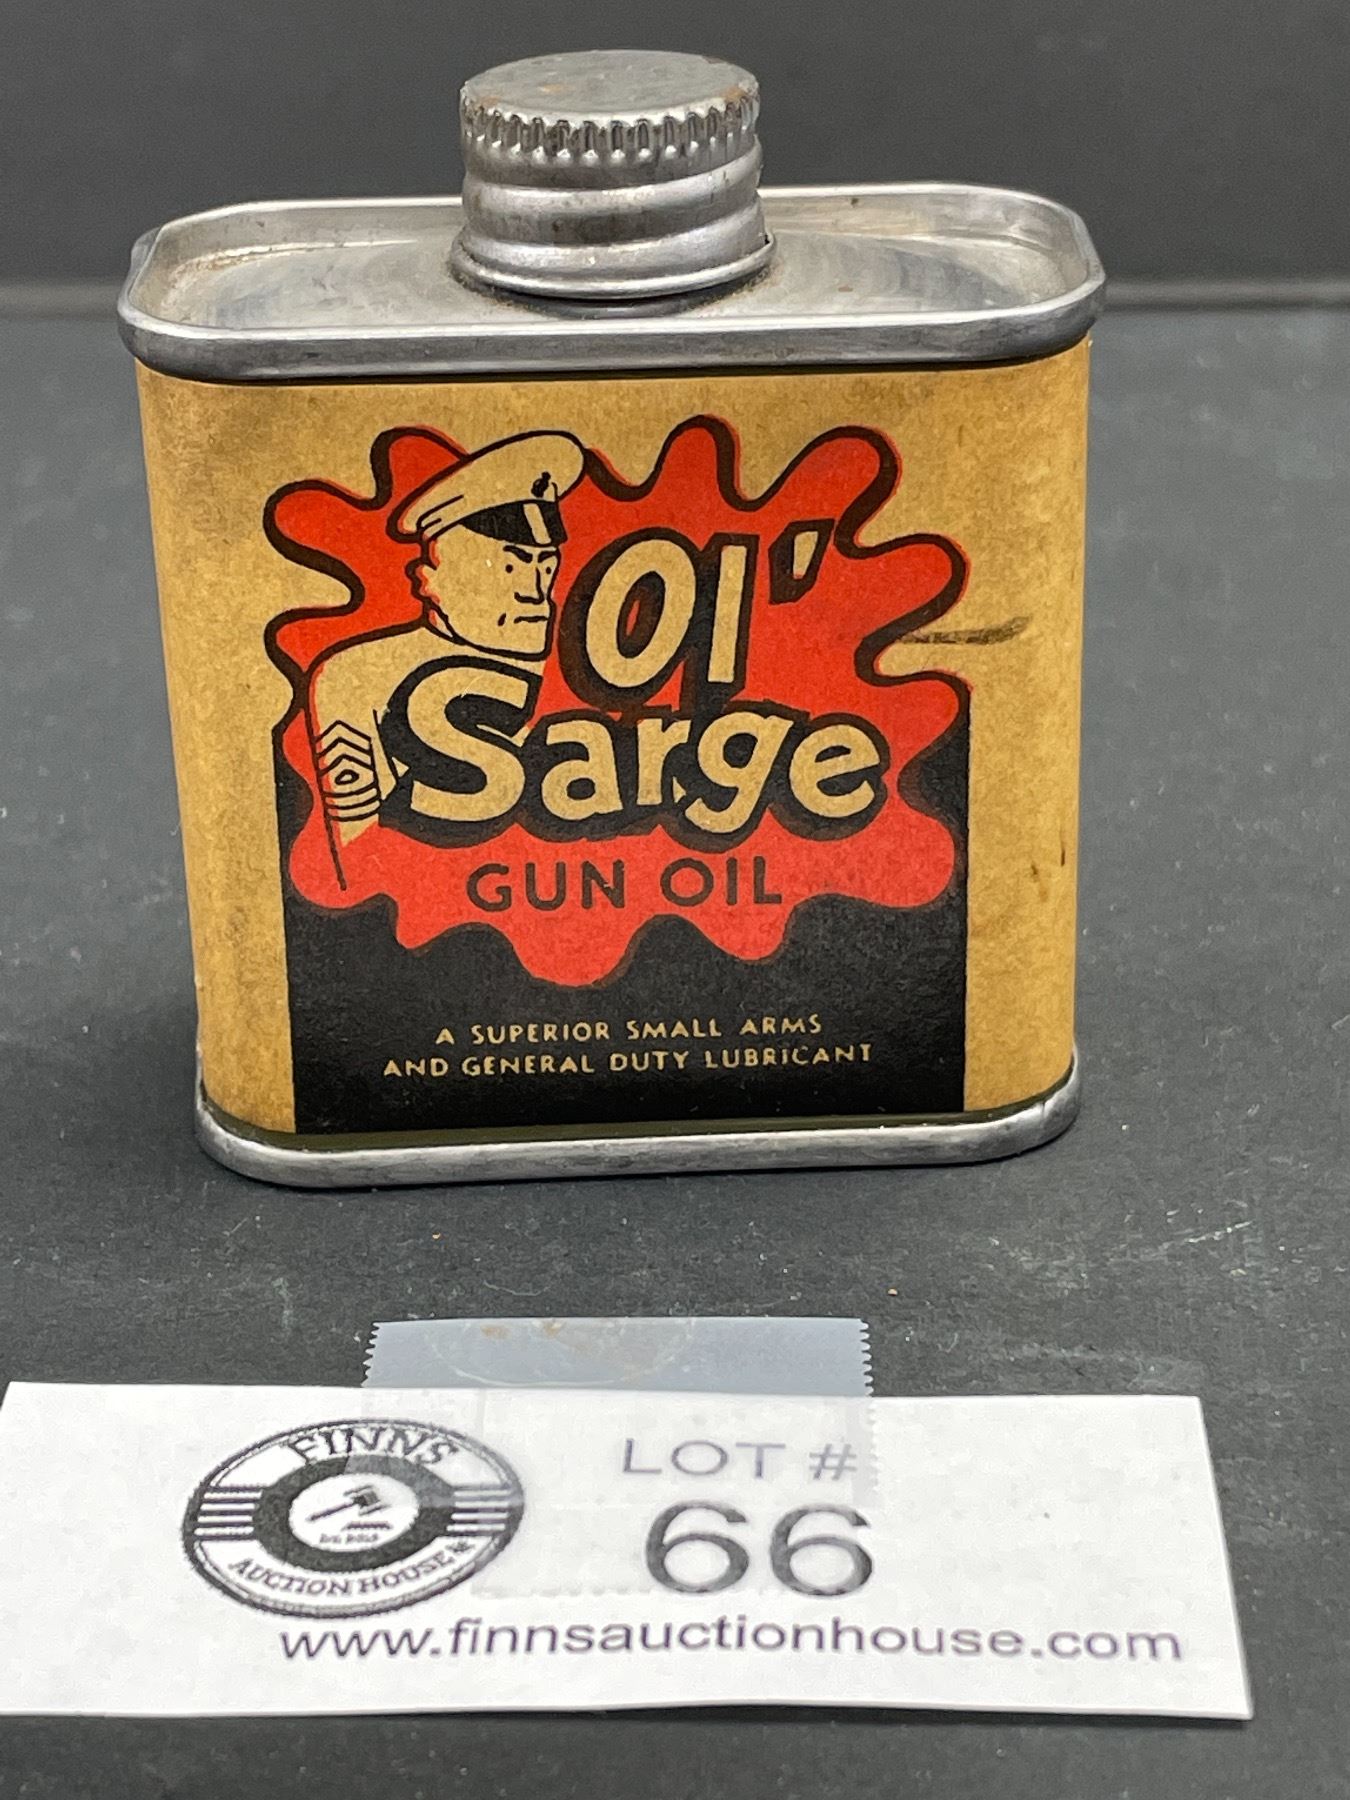 Ol'
Sarge
GUN OIL
A SUPERIOR SMALL ARMS
AND GENERAL DUTY LUBRICANT
FINNS
AUCTION HOUSE
LOT #
66
www.finnsauctionhouse.com